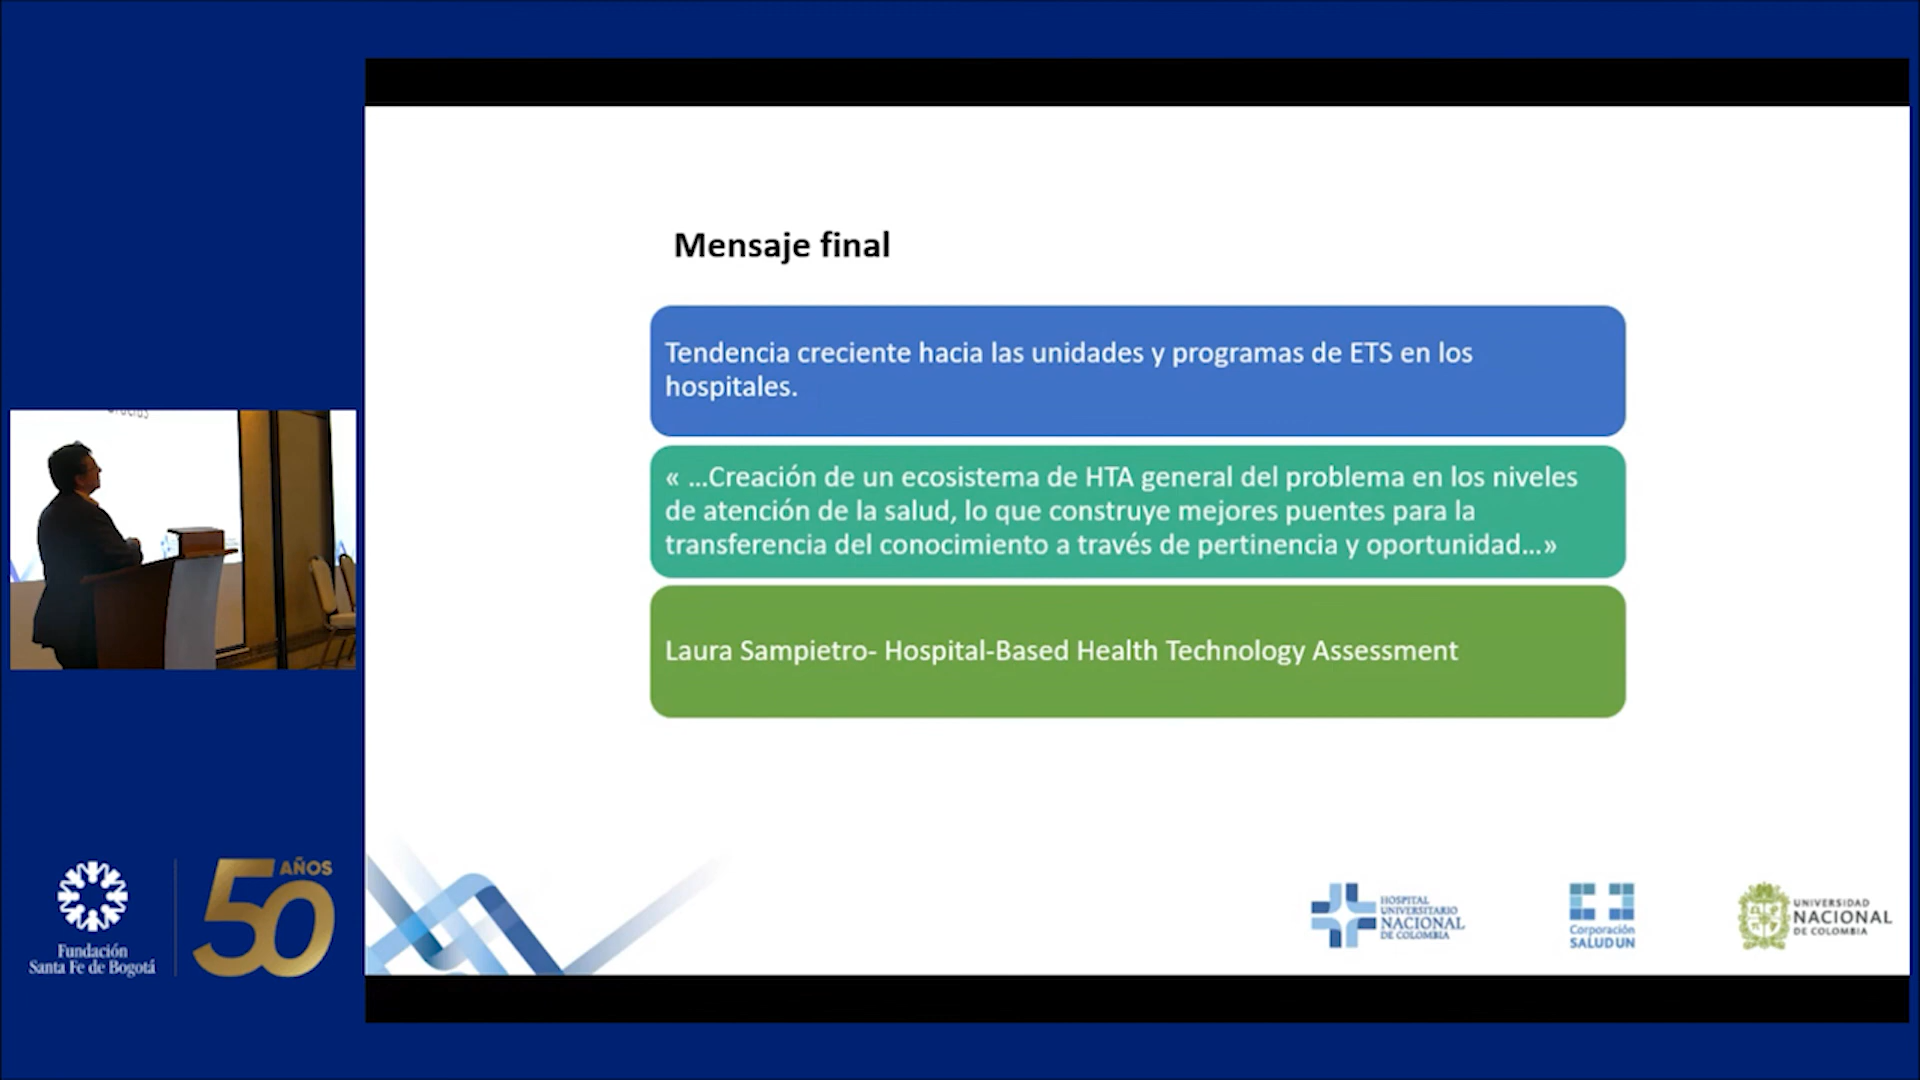 Mensaje final
Tendencia creciente hacia las unidades y programas de ETS en los
hospitales.
« ...Creación de un ecosistema de HTA general del problema en los niveles
de atención de la salud, lo que construye mejores puentes para la
transferencia del conocimiento a través de pertinencia y oportunidad...»
Laura Sampietro- Hospital-Based Health Technology Assessment
Fundación
Santa Fe de Bogotá
50 AÑOS
HOSPITAL
UNIVERSITARIO
NACIONAL
DE COLOMBIA
Corporación
SALUD UN
UNIVERSIDAD
NACIONAL
DE COLOMBIA